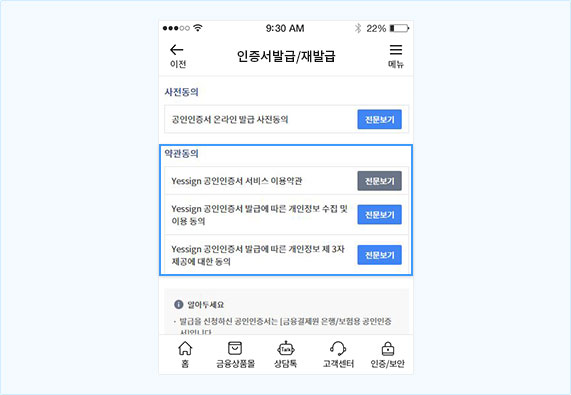 9:30 AM
22%
이전
인증서발급/재발급
메뉴
사전동의
공인인증서 온라인 발급 사전동의
전문보기
약관동의
Yessign 공인인증서 서비스 이용약관
전문보기
Yessign 공인인증서 발급에 따른 개인정보 수집 및
이용 동의
전문보기
Yessign 공인인증서 발급에 따른 개인정보 제 3자
제공에 대한 동의
전문보기
알아두세요
· 발급을 신청하신 공인인증서는 [금융결제원 은행/보험용 공인인증
서]입니다
Talk
홈
금융상품몰
상담톡
고객센터
인증/보안